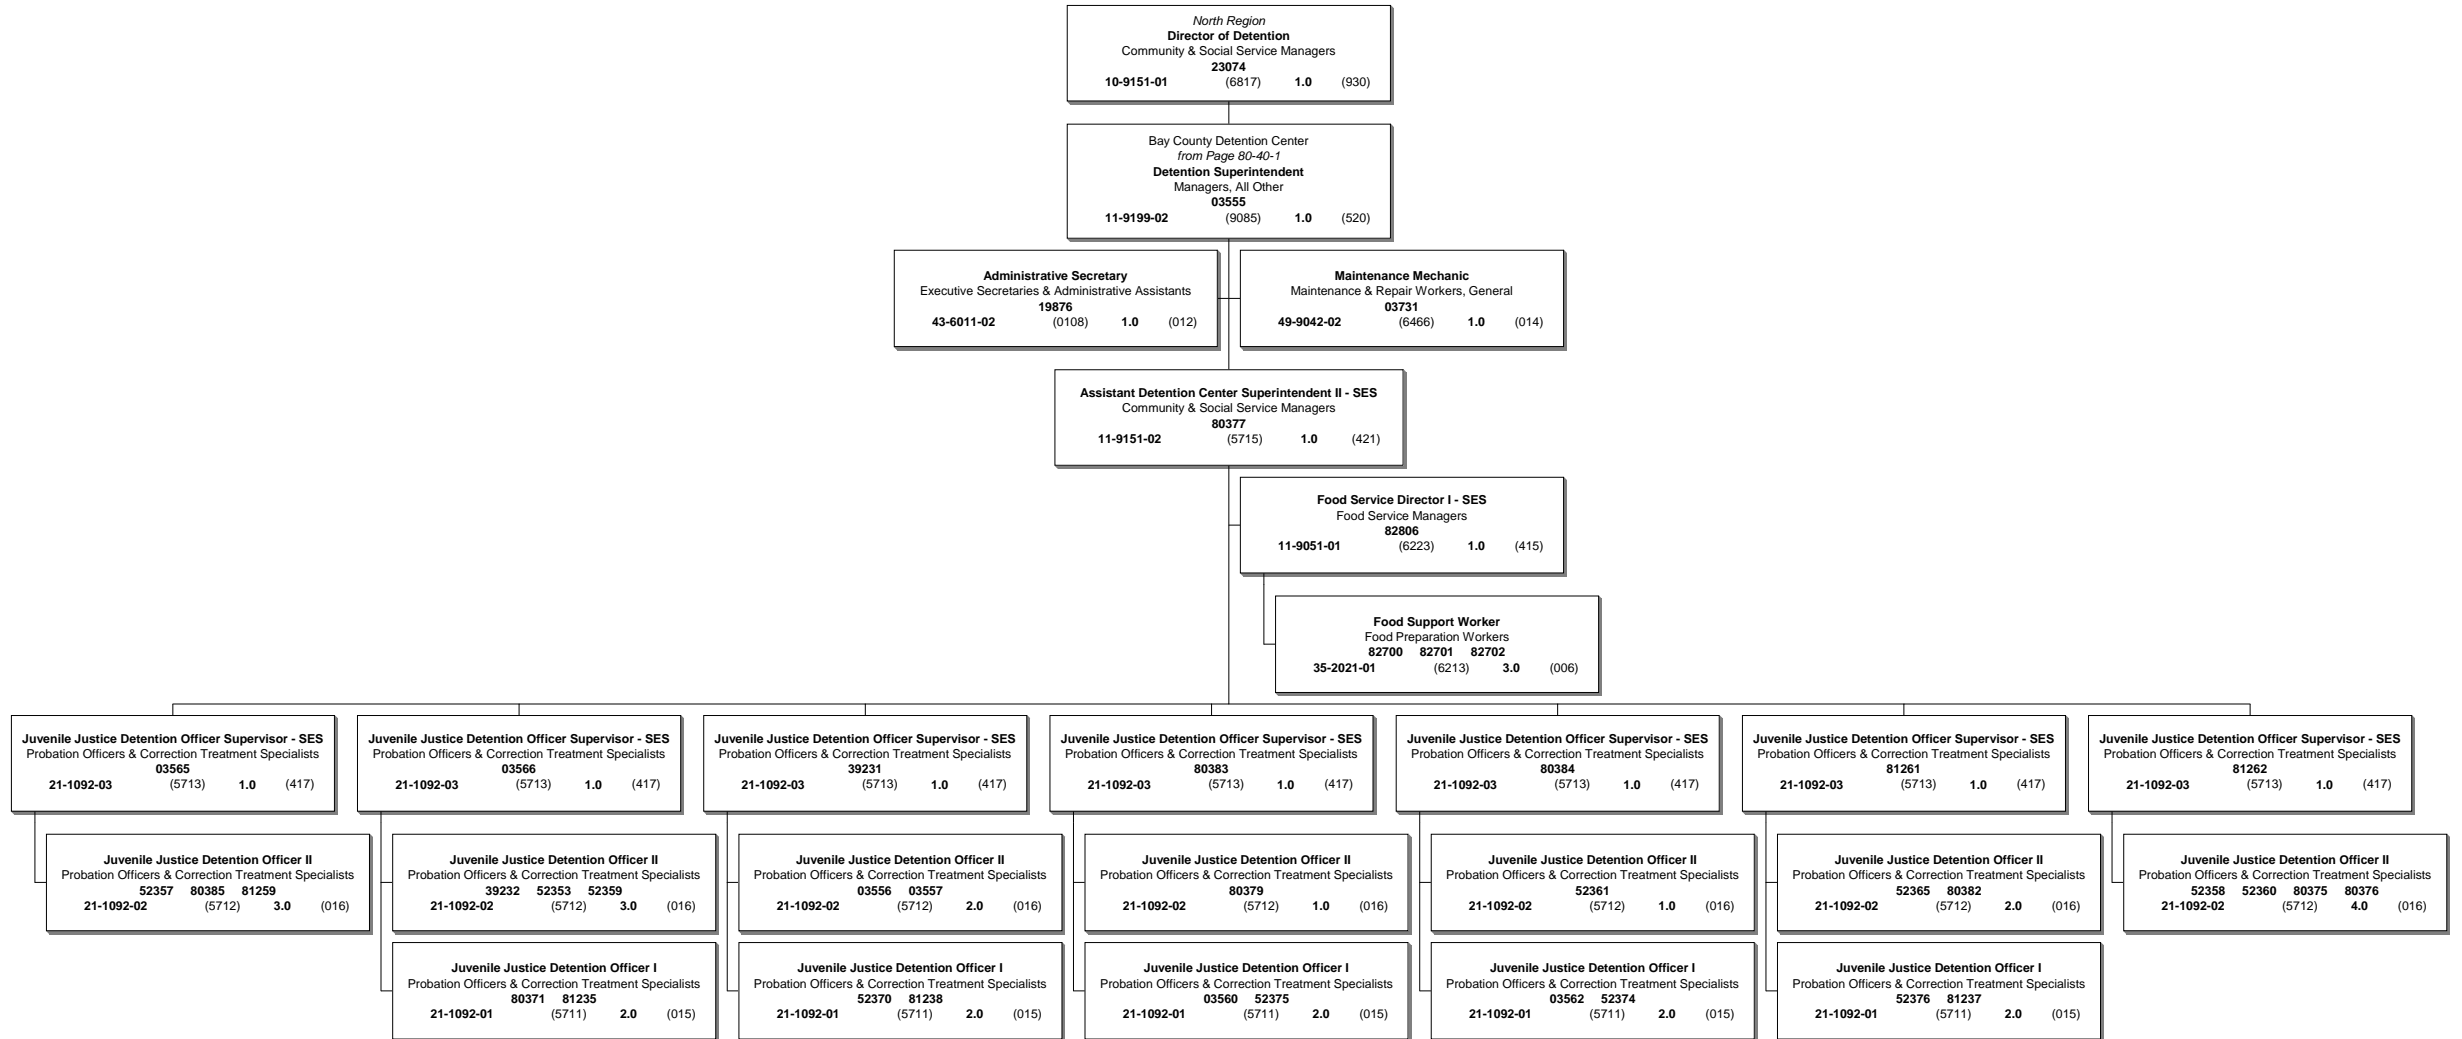 North Region
Director of Detention
Community & Social Service Managers
23074
10-9151-01 (6817) 1.0 (930)
Bay County Detention Center
from Page 80-40-1
Detention Superintendent
Managers, All Other
03555
11-9199-02 (9085) 1.0 (520)
Administrative Secretary
Executive Secretaries & Administrative Assistants
19876
43-6011-02 (0108) 1.0 (012)
Maintenance Mechanic
Maintenance & Repair Workers, General
03731
49-9042-02 (6466) 1.0 (014)
Assistant Detention Center Superintendent II - SES
Community & Social Service Managers
80377
11-9151-02 (5715) 1.0 (421)
Food Service Director I - SES
Food Service Managers
82806
11-9051-01 (6223) 1.0 (415)
Food Support Worker
Food Preparation Workers
82700 82701 82702
35-2021-01 (6213) 3.0 (006)
Juvenile Justice Detention Officer Supervisor - SES
Probation Officers & Correction Treatment Specialists
03565
21-1092-03 (5713) 1.0 (417)
Juvenile Justice Detention Officer Supervisor - SES
Probation Officers & Correction Treatment Specialists
03566
21-1092-03 (5713) 1.0 (417)
Juvenile Justice Detention Officer Supervisor - SES
Probation Officers & Correction Treatment Specialists
39231
21-1092-03 (5713) 1.0 (417)
Juvenile Justice Detention Officer Supervisor - SES
Probation Officers & Correction Treatment Specialists
80383
21-1092-03 (5713) 1.0 (417)
Juvenile Justice Detention Officer Supervisor - SES
Probation Officers & Correction Treatment Specialists
80384
21-1092-03 (5713) 1.0 (417)
Juvenile Justice Detention Officer Supervisor - SES
Probation Officers & Correction Treatment Specialists
81261
21-1092-03 (5713) 1.0 (417)
Juvenile Justice Detention Officer Supervisor - SES
Probation Officers & Correction Treatment Specialists
81262
21-1092-03 (5713) 1.0 (417)
Juvenile Justice Detention Officer II
Probation Officers & Correction Treatment Specialists
52357 80385 81259
21-1092-02 (5712) 3.0 (016)
Juvenile Justice Detention Officer II
Probation Officers & Correction Treatment Specialists
39232 52353 52359
21-1092-02 (5712) 3.0 (016)
Juvenile Justice Detention Officer II
Probation Officers & Correction Treatment Specialists
03556 03557
21-1092-02 (5712) 2.0 (016)
Juvenile Justice Detention Officer II
Probation Officers & Correction Treatment Specialists
80379
21-1092-02 (5712) 1.0 (016)
Juvenile Justice Detention Officer II
Probation Officers & Correction Treatment Specialists
52361
21-1092-02 (5712) 1.0 (016)
Juvenile Justice Detention Officer II
Probation Officers & Correction Treatment Specialists
52365 80382
21-1092-02 (5712) 2.0 (016)
Juvenile Justice Detention Officer II
Probation Officers & Correction Treatment Specialists
52358 52360 80375 80376
21-1092-02 (5712) 4.0 (016)
Juvenile Justice Detention Officer I
Probation Officers & Correction Treatment Specialists
80371 81235
21-1092-01 (5711) 2.0 (015)
Juvenile Justice Detention Officer I
Probation Officers & Correction Treatment Specialists
52370 81238
21-1092-01 (5711) 2.0 (015)
Juvenile Justice Detention Officer I
Probation Officers & Correction Treatment Specialists
03560 52375
21-1092-01 (5711) 2.0 (015)
Juvenile Justice Detention Officer I
Probation Officers & Correction Treatment Specialists
03562 52374
21-1092-01 (5711) 2.0 (015)
Juvenile Justice Detention Officer I
Probation Officers & Correction Treatment Specialists
52376 81237
21-1092-01 (5711) 2.0 (015)